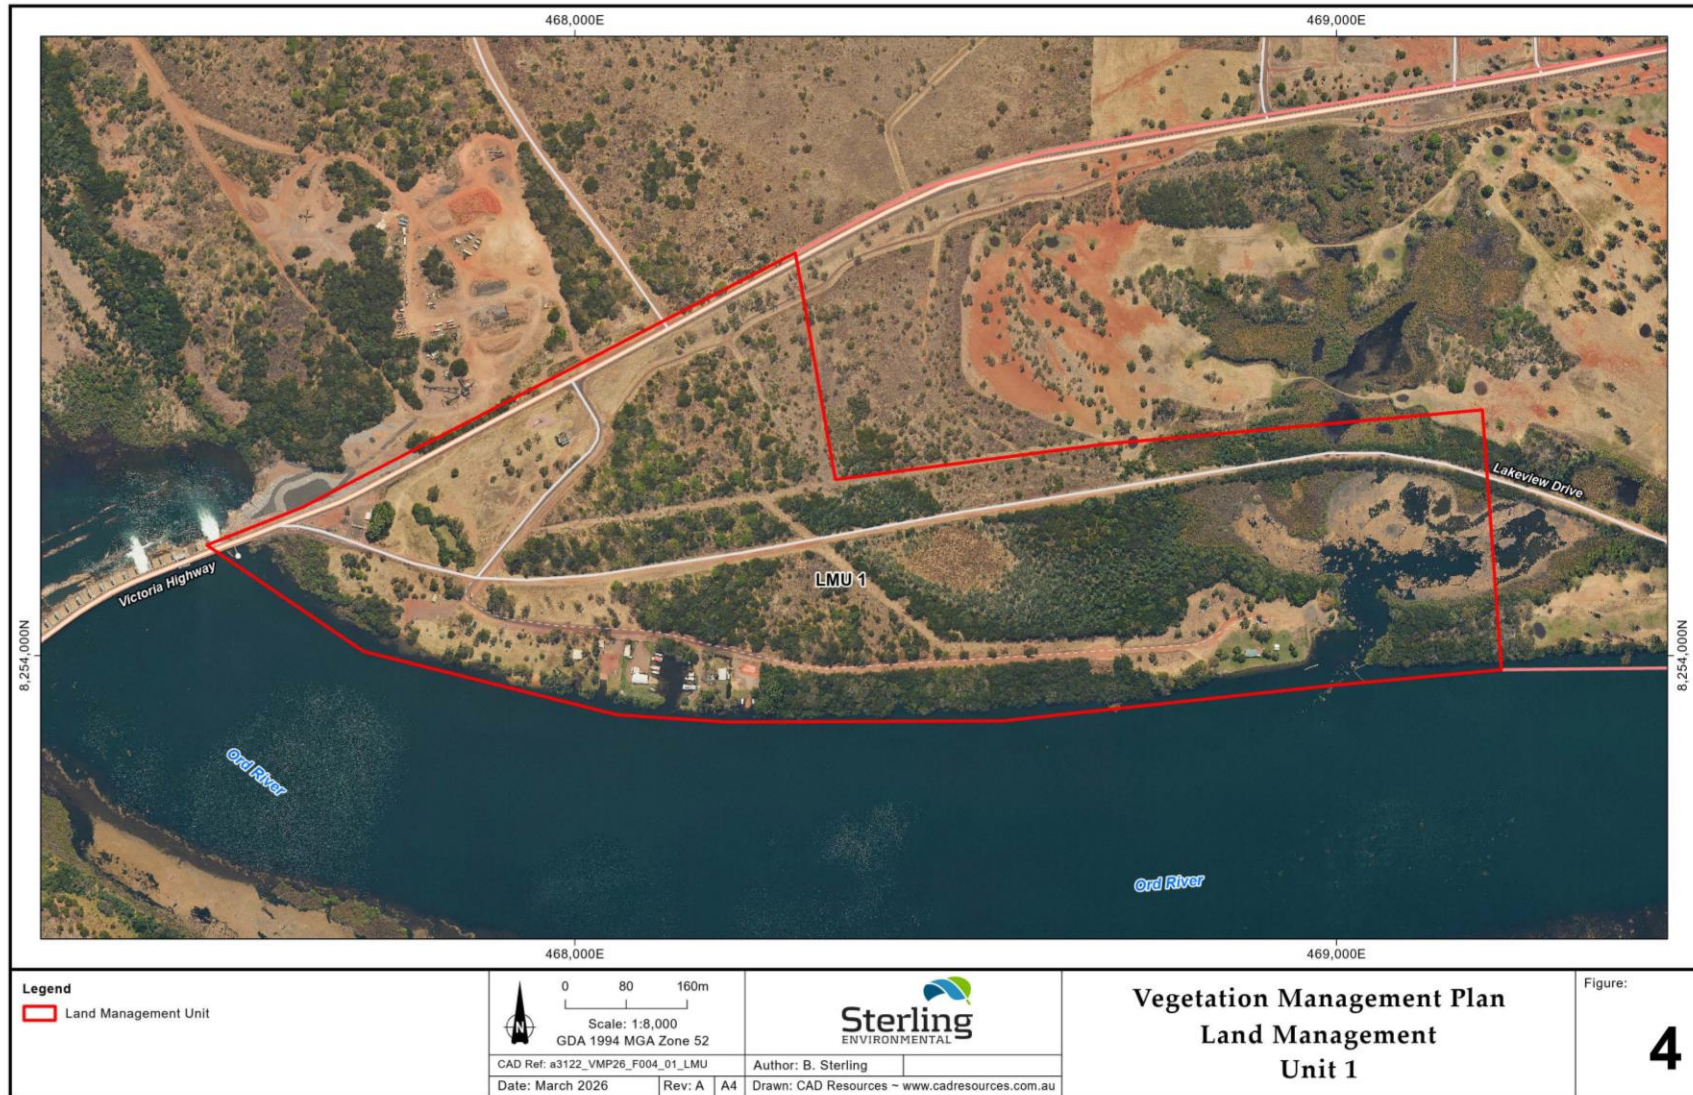 468,000E
469,000E
Lakeview Drive
LMU 1
Victoria Highway
8,254,000N
8,254,000N
Ord River
Ord River
468,000E
469,000E
Legend
Land Management Unit
N
0 80 160m
Scale: 1:8,000
GDA 1994 MGA Zone 52
CAD Ref: a3122_VMP26_F004_01_LMU
Date: March 2026
Rev: A
A4
Sterling
ENVIRONMENTAL
Author: B. Sterling
Drawn: CAD Resources ~ www.cadresources.com.au
Vegetation Management Plan
Land Management
Unit 1
Figure:
4